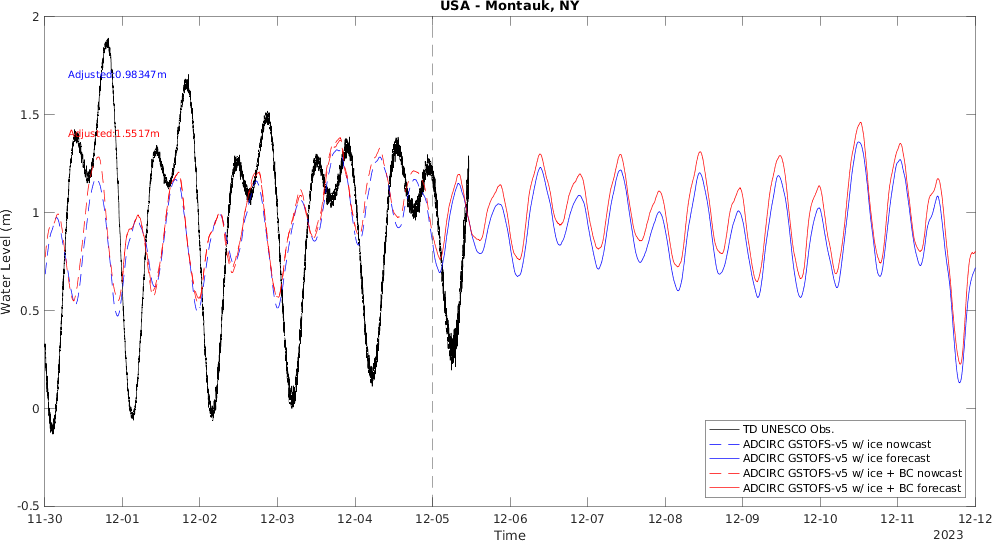 USA - Montauk, NY
2
1.5
1
0.5
0
-0.5
Water Level (m)
Adjusted:0.98347m
Adjusted:1.5517m
TD UNESCO Obs.
ADCIRC GSTOFS-v5 w/ ice nowcast
ADCIRC GSTOFS-v5 w/ ice forecast
ADCIRC GSTOFS-v5 w/ ice + BC nowcast
ADCIRC GSTOFS-v5 w/ ice + BC forecast
11-30 12-01 12-02 12-03 12-04 12-05 12-06 12-07 12-08 12-09 12-10 12-11 12-12
Time
2023